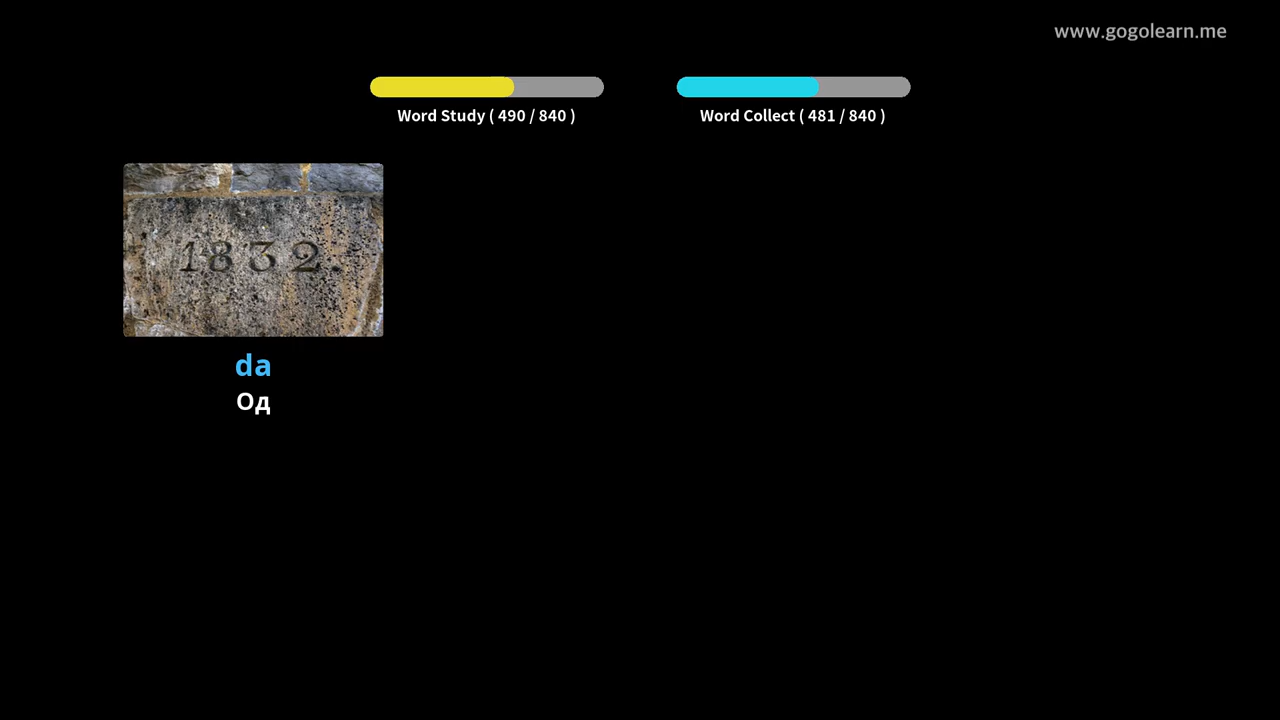 www.gogolearn.me
Word Study ( 490 / 840 )
Word Collect ( 481 / 840 )
1832.
da
Од